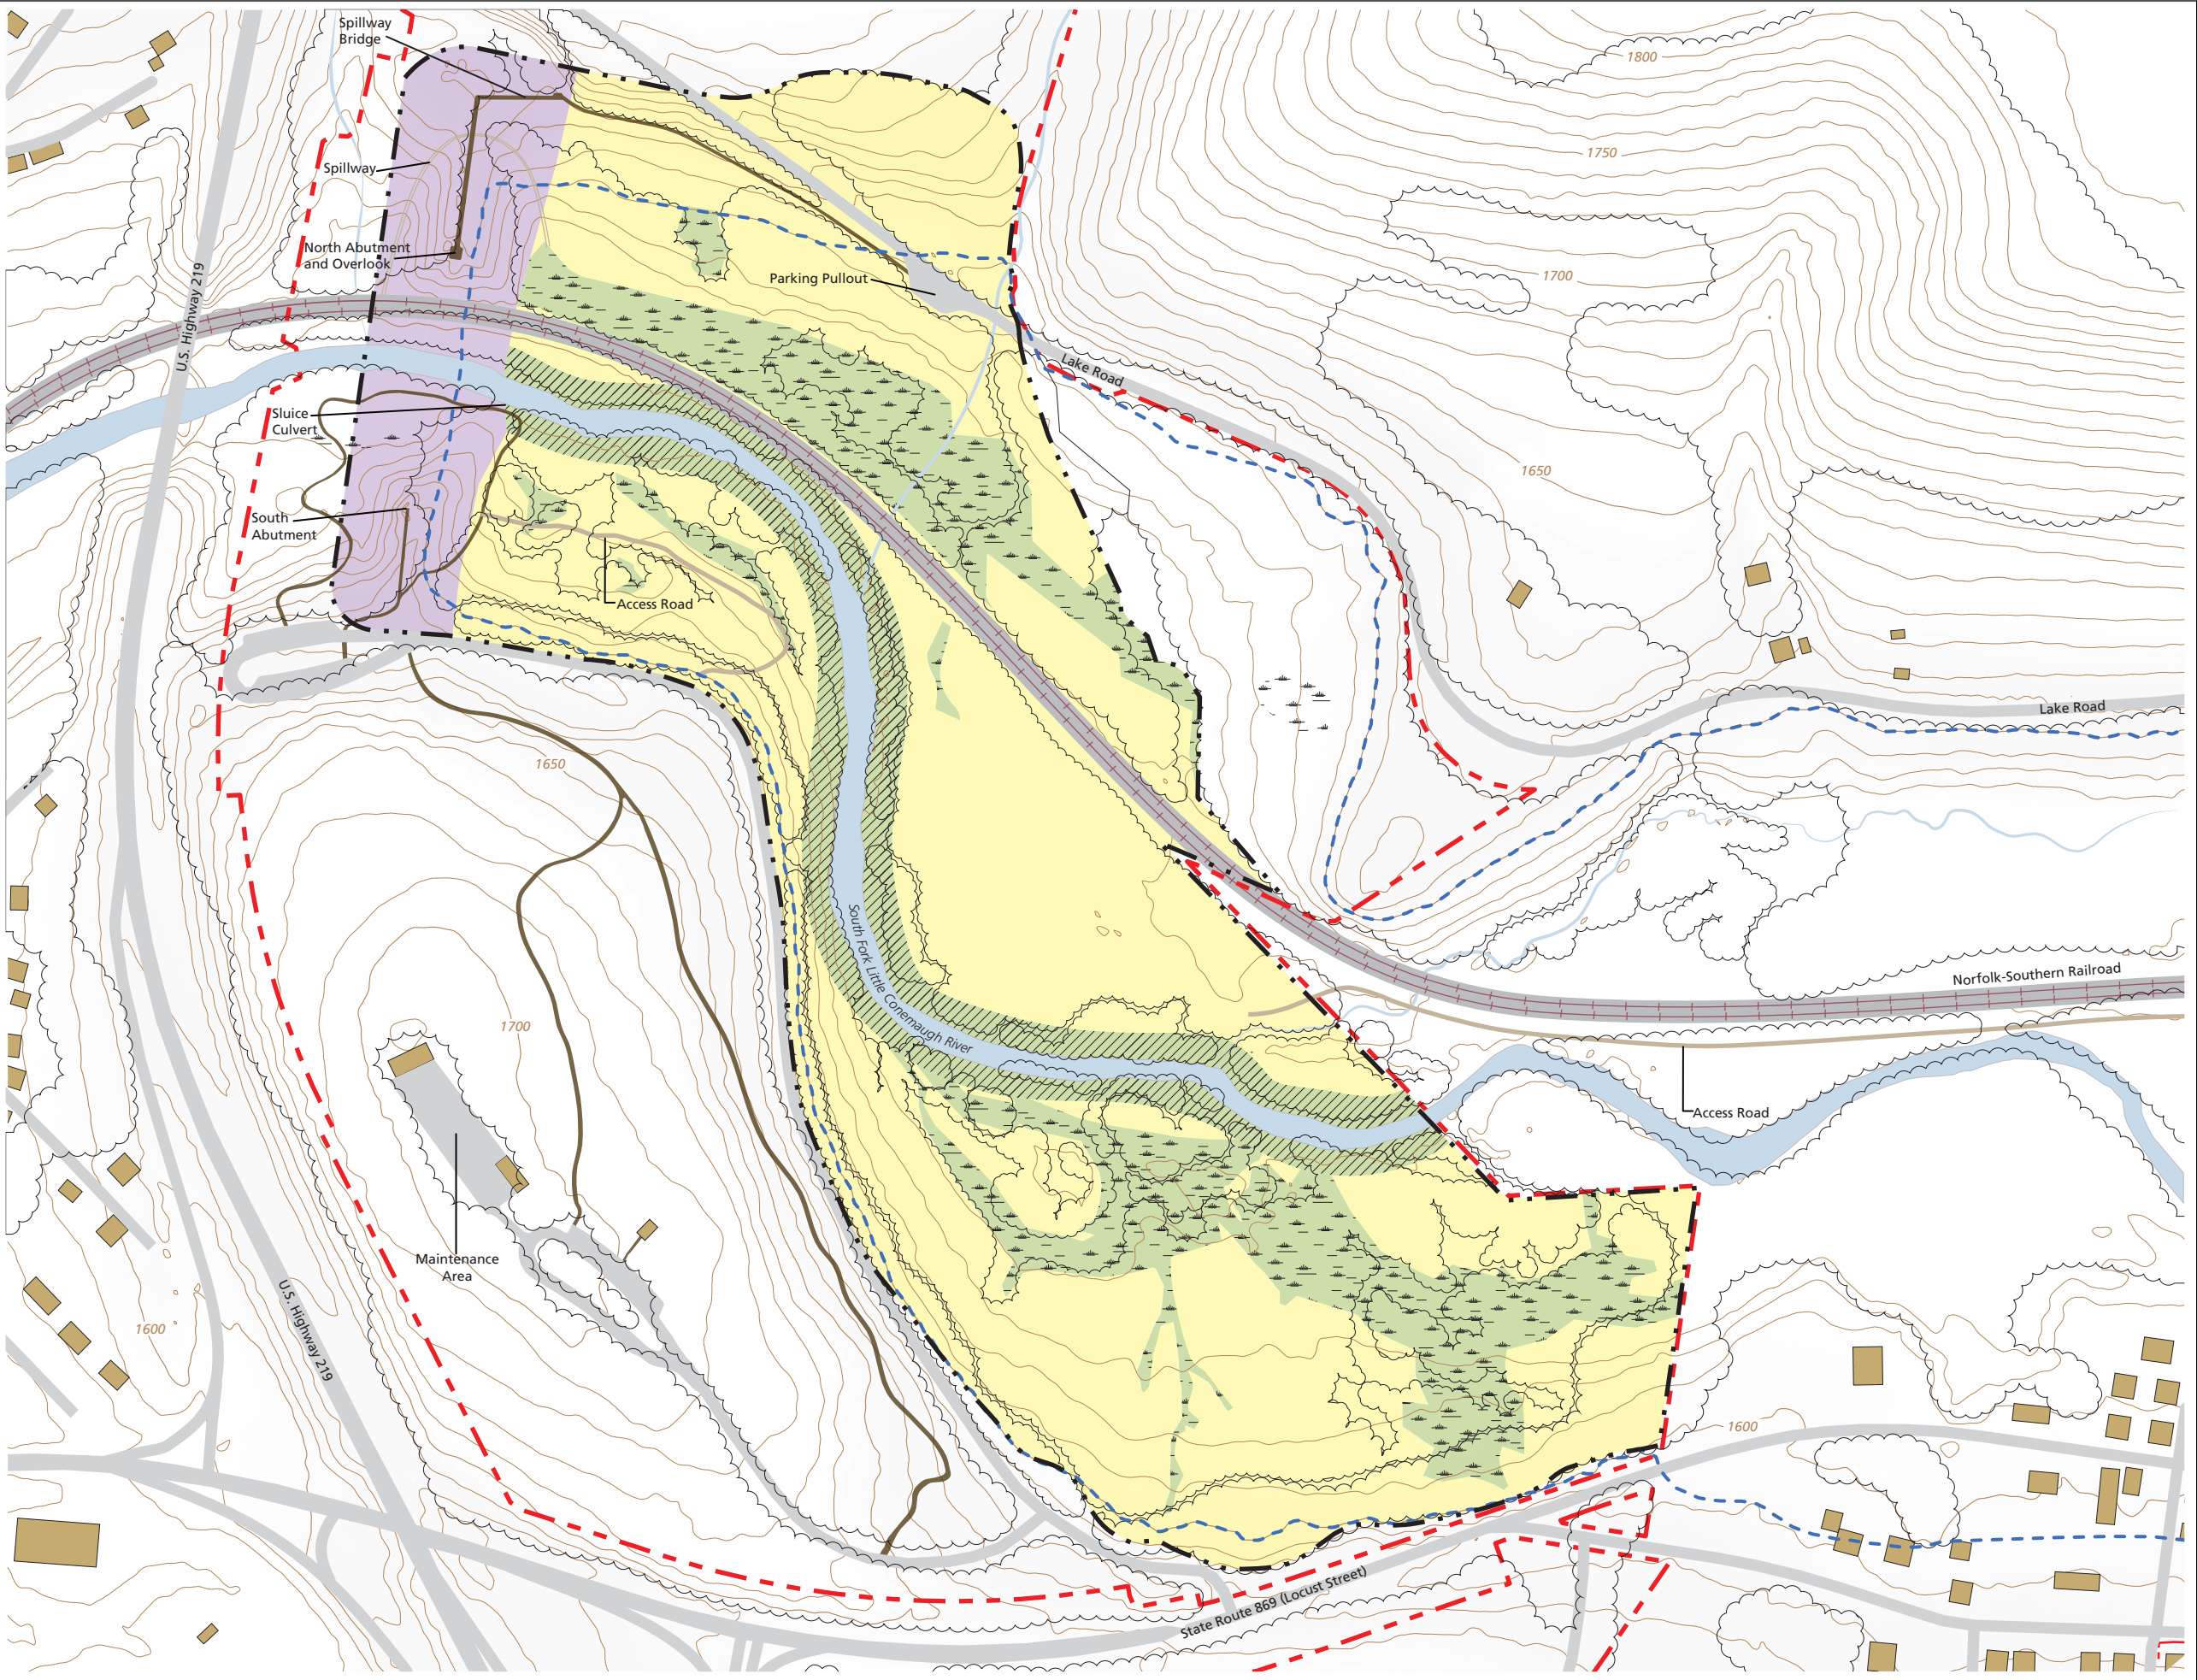 Spillway
Bridge
1800
1750
Spillway
North Abutment
and Overlook
1700
Parking Pullout
U.S. Highway 219
Lake Road
Sluice
Culvert
1650
South
Abutment
Access Road
Lake Road
1650
South Fork Little Conemaugh River
Norfolk-Southern Railroad
1700
Access Road
Maintenance
Area
U.S. Highway 219
1600
1600
State Route 869 (Locust Street)